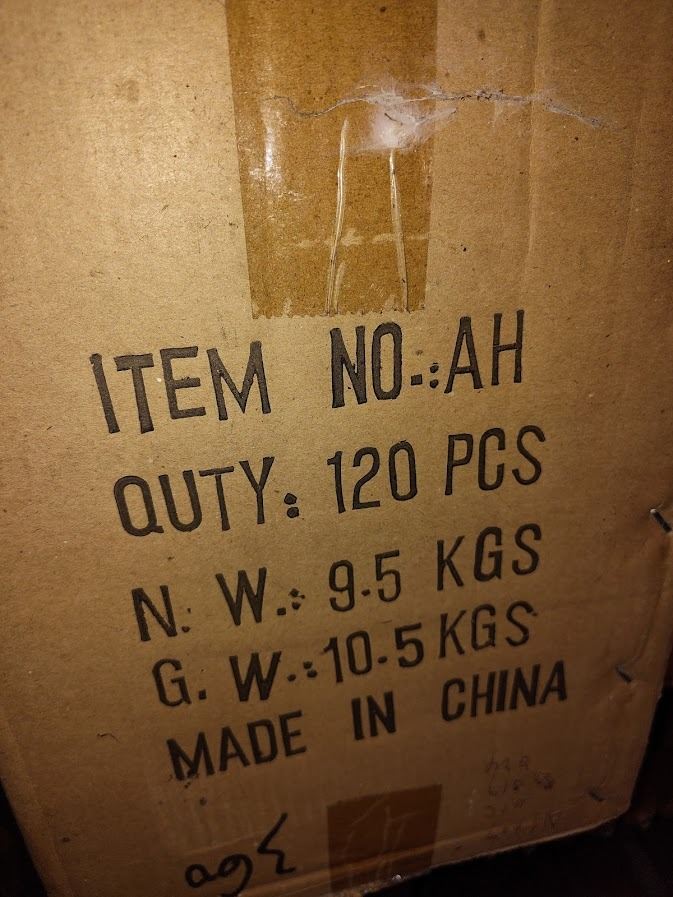 ITEM NO.:AH
QUTY: 120 PCS
N. W.: 9.5 KGS
G. W.:10.5 KGS
MADE IN CHINA